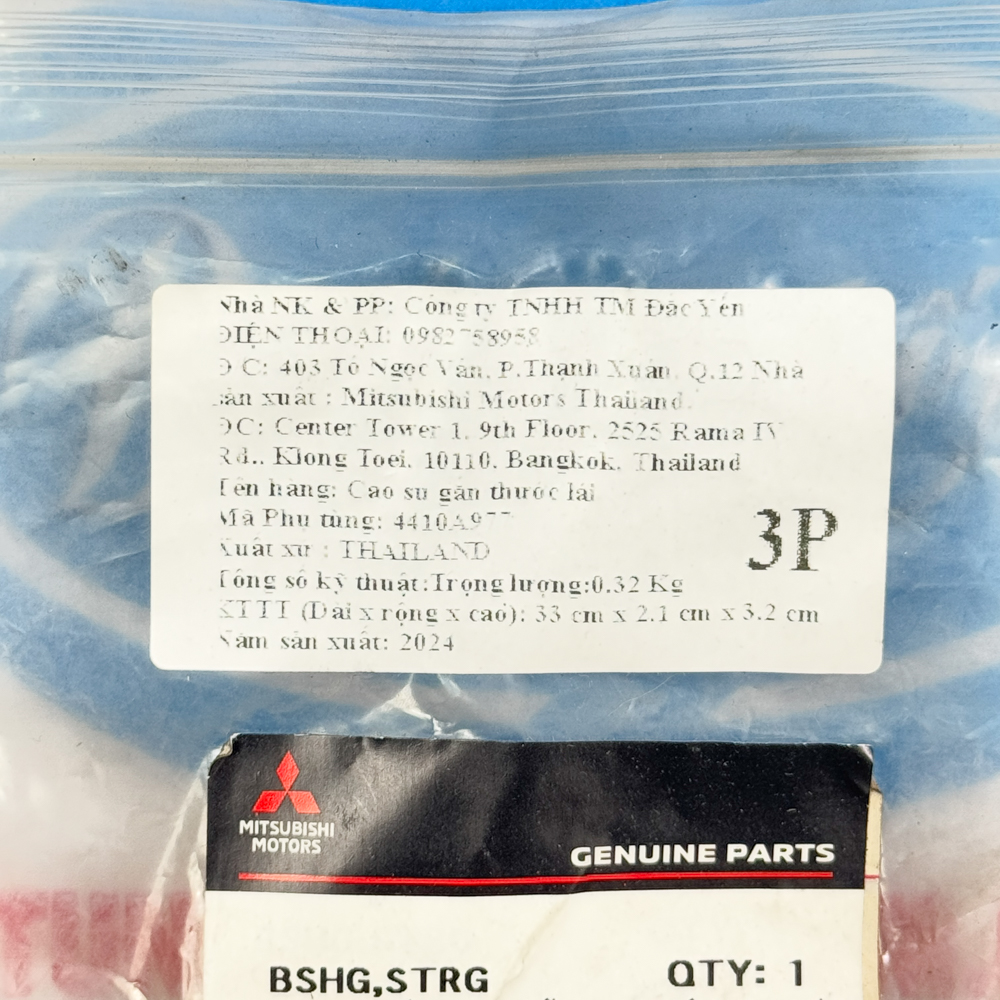 Nhà NK & PP: Công ty TNHH TM Đắc Yến
ĐIỆN THOẠI: 0982758958
ĐC: 403 Tô Ngọc Vân, P.Thạnh Xuân, Q.12 Nhà
sản xuất : Mitsubishi Motors Thailand.
ĐC: Center Tower 1, 9th Floor, 2525 Rama IV
Rd., Klong Toei, 10110, Bangkok, Thailand
Tên hàng: Cao su gắn thước lái
Mã Phụ tùng: 4410A977
Xuất xứ : THAILAND
3P
Tổng số kỹ thuật:Trọng lượng:0.32 Kg
KTTT (Dài x rộng x cao): 33 cm x 2.1 cm x 3.2 cm
Năm sản xuất: 2024
MITSUBISHI
MOTORS
GENUINE PARTS
BSHG,STRG QTY: 1